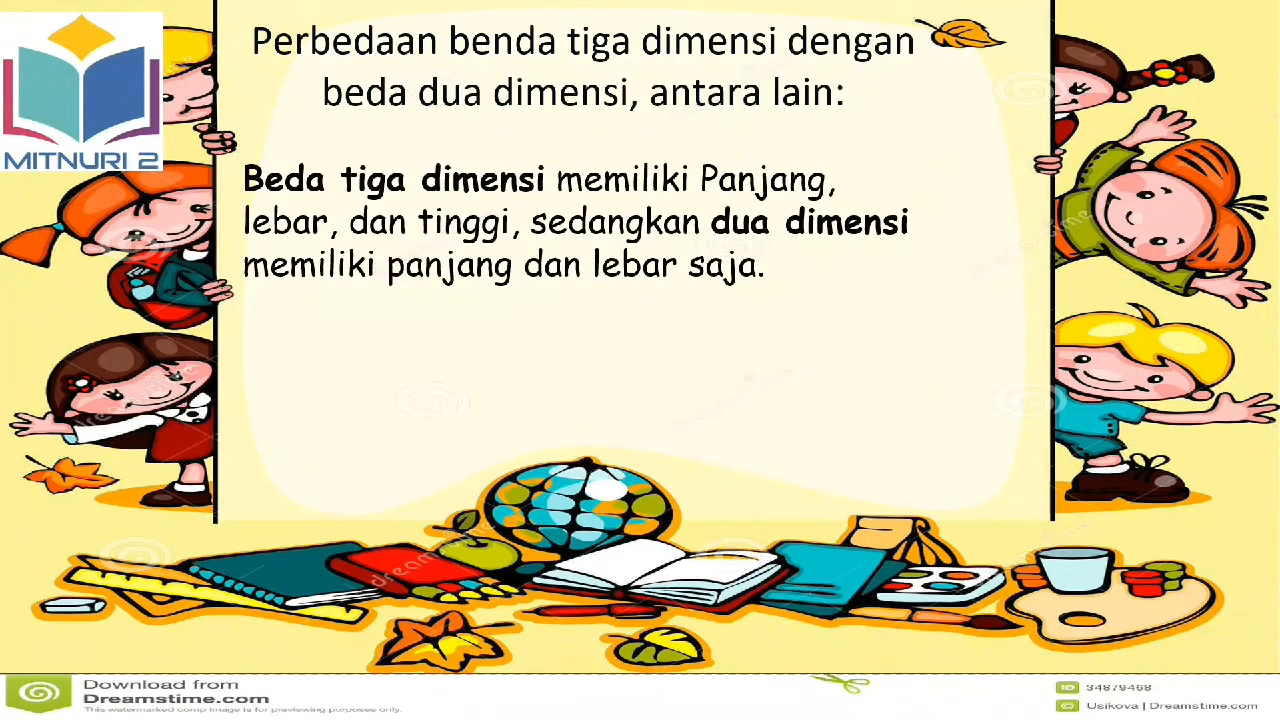 MITNURI 2
Perbedaan benda tiga dimensi dengan
beda dua dimensi, antara lain:
Beda tiga dimensi memiliki Panjang,
lebar, dan tinggi, sedangkan dua dimensi
memiliki panjang dan lebar saja.
Download from
Dreamstime.com
This watermarked comp image is for previewing purposes only.
ID 34879468
Usikova | Dreamstime.com